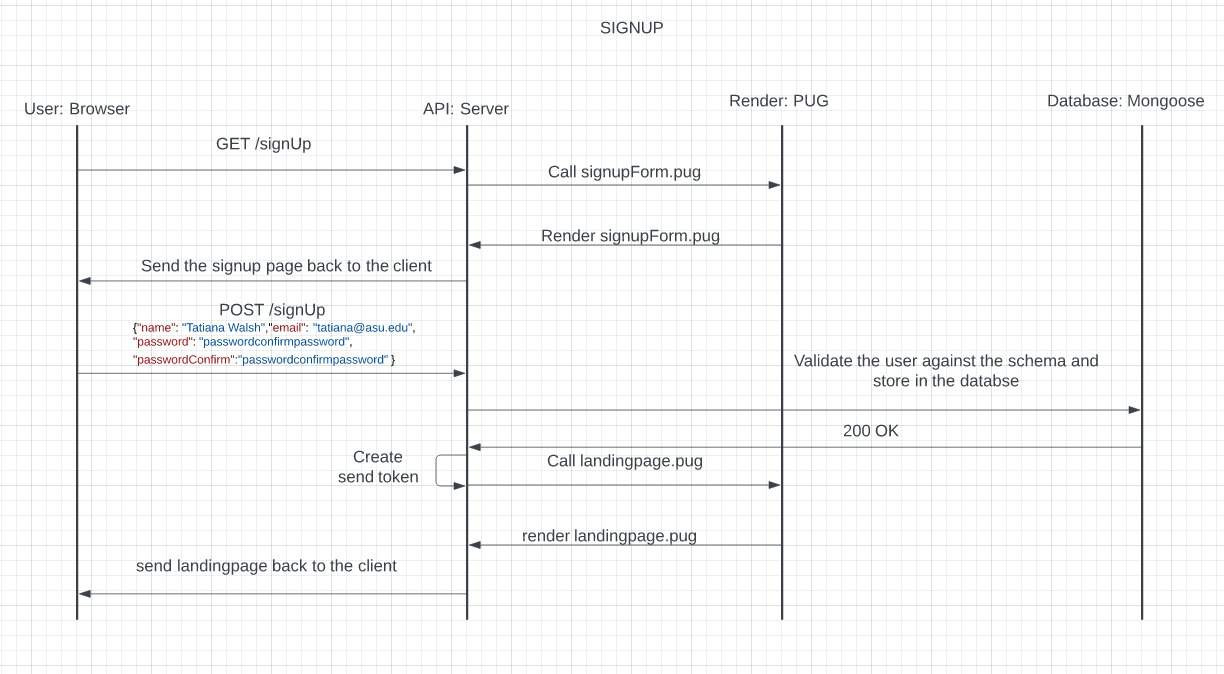 SIGNUP
User: Browser
API: Server
Render: PUG
Database: Mongoose
GET /signUp
Call signupForm.pug
Render signupForm.pug
Send the signup page back to the client
POST /signUp
{"name": "Tatiana Walsh","email": "tatiana@asu.edu",
"password": "passwordconfirmpassword",
"passwordConfirm":"passwordconfirmpassword" }
Validate the user against the schema and
store in the databse
200 OK
Create
send token
Call landingpage.pug
render landingpage.pug
send landingpage back to the client